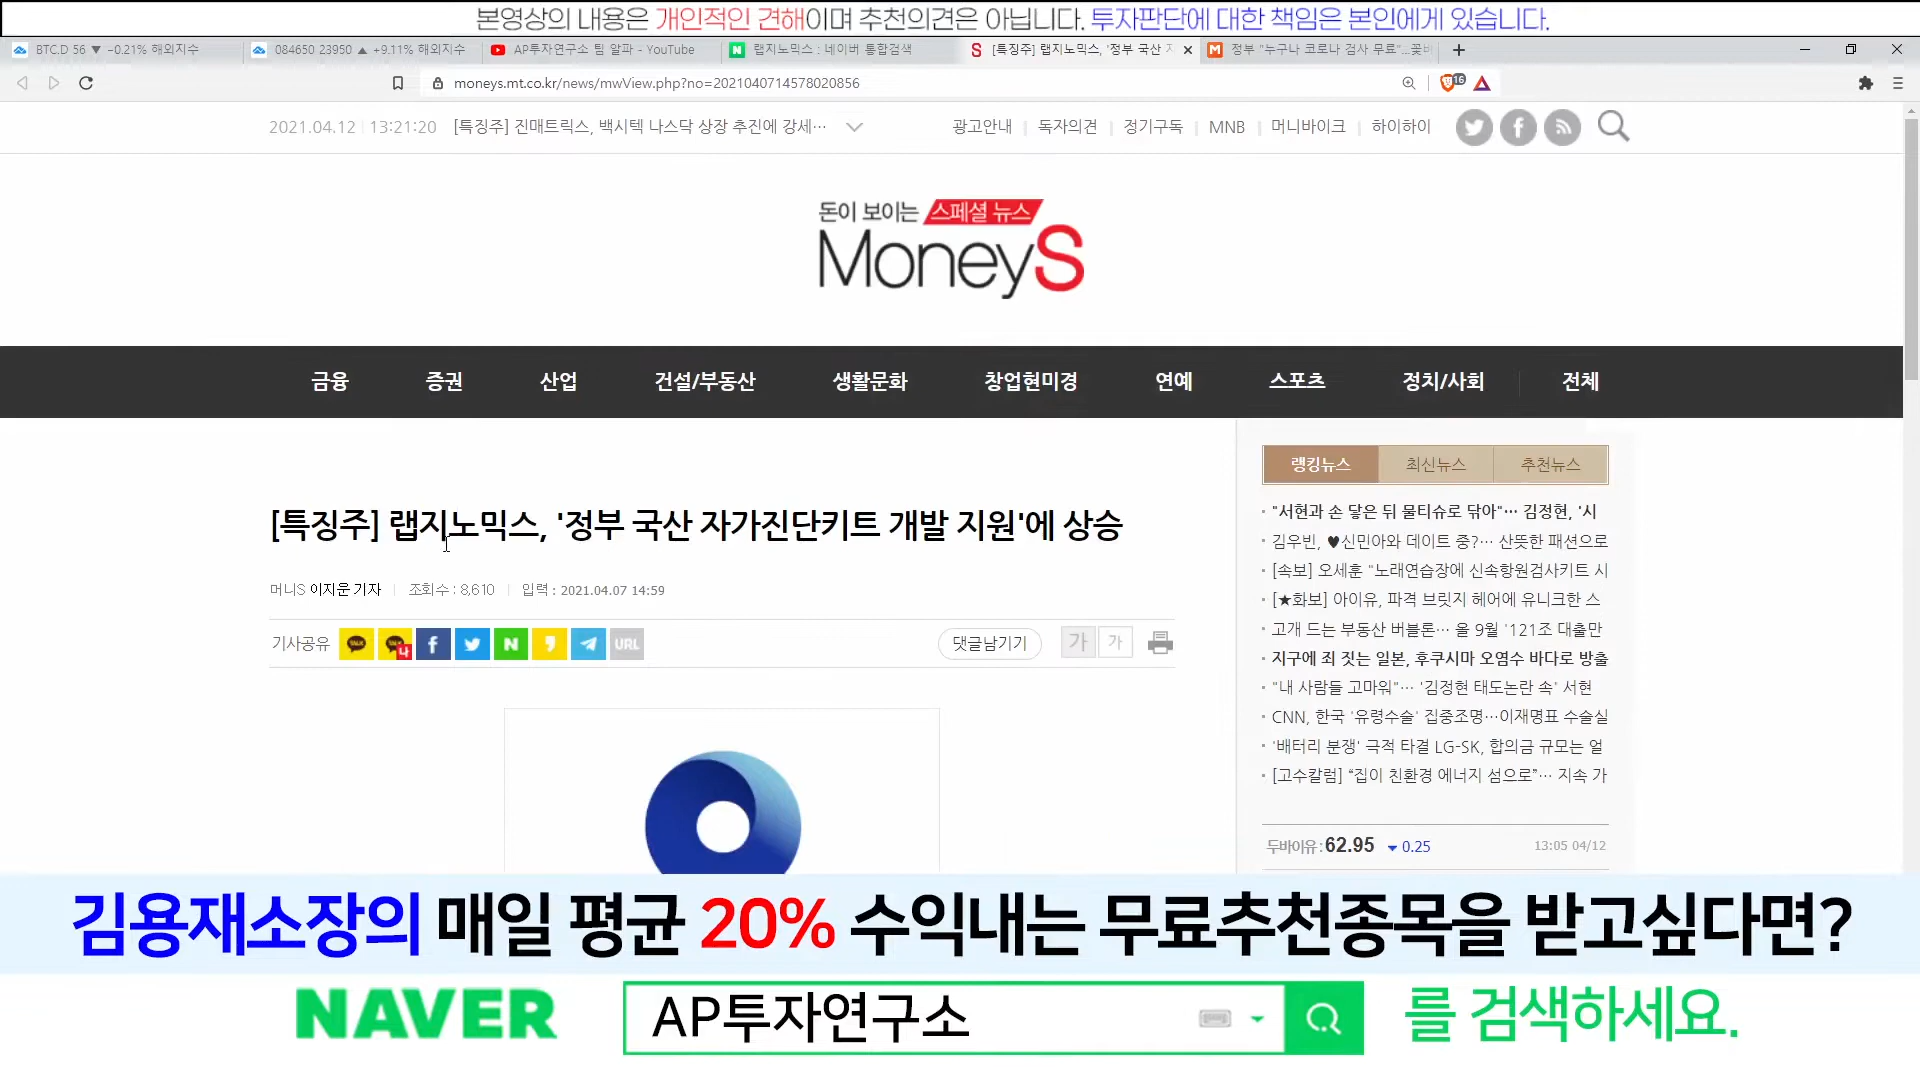 본영상의 내용은 개인적인 견해이며 추천의견은 아닙니다. 투자판단에 대한 책임은 본인에게 있습니다.
BTC.D 56 ▼ -0.21% 해외지수
084650 23950 ▲ +9.11% 해외지수
AP투자연구소 팀 알파 - YouTube
랩지노믹스 : 네이버 통합검색
[특징주] 랩지노믹스, '정부 국산
정부 "누구나 코로나 검사 무료"...꽃
moneys.mt.co.kr/news/mwView.php?no=2021040714578020856
16
2021.04.12 13:21:20 [특징주] 진매트릭스, 백시텍 나스닥 상장 추진에 강세…
광고안내 독자의견 정기구독 MNB 머니바이크 하이하이
돈이 보이는 스페셜 뉴스
MoneyS
금융 증권 산업 건설/부동산 생활문화 창업현미경 연예 스포츠 정치/사회 전체
[특징주] 랩지노믹스, '정부 국산 자가진단키트 개발 지원'에 상승
머니S 이지운 기자 조회수 : 8,610 입력 : 2021.04.07 14:59
기사공유 TALK TALK 나 N URL
댓글남기기 가 가
랭킹뉴스 최신뉴스 추천뉴스
"서현과 손 닿은 뒤 물티슈로 닦아"… 김정현, '시
김우빈, ♥신민아와 데이트 중?… 산뜻한 패션으로
[속보] 오세훈 "노래연습장에 신속항원검사키트 시
[★화보] 아이유, 파격 브릿지 헤어에 유니크한 스
고개 드는 부동산 버블론… 올 9월 '121조 대출만
지구에 죄 짓는 일본, 후쿠시마 오염수 바다로 방출
"내 사람들 고마워"… '김정현 태도논란 속' 서현
CNN, 한국 '유령수술' 집중조명…이재명표 수술실
'배터리 분쟁' 극적 타결 LG-SK, 합의금 규모는 얼
[고수칼럼] “집이 친환경 에너지 섬으로”… 지속 가
두바이유 : 62.95 ▼ 0.25 13:05 04/12
김용재소장의 매일 평균 20% 수익내는 무료추천종목을 받고싶다면?
NAVER AP투자연구소 를 검색하세요.